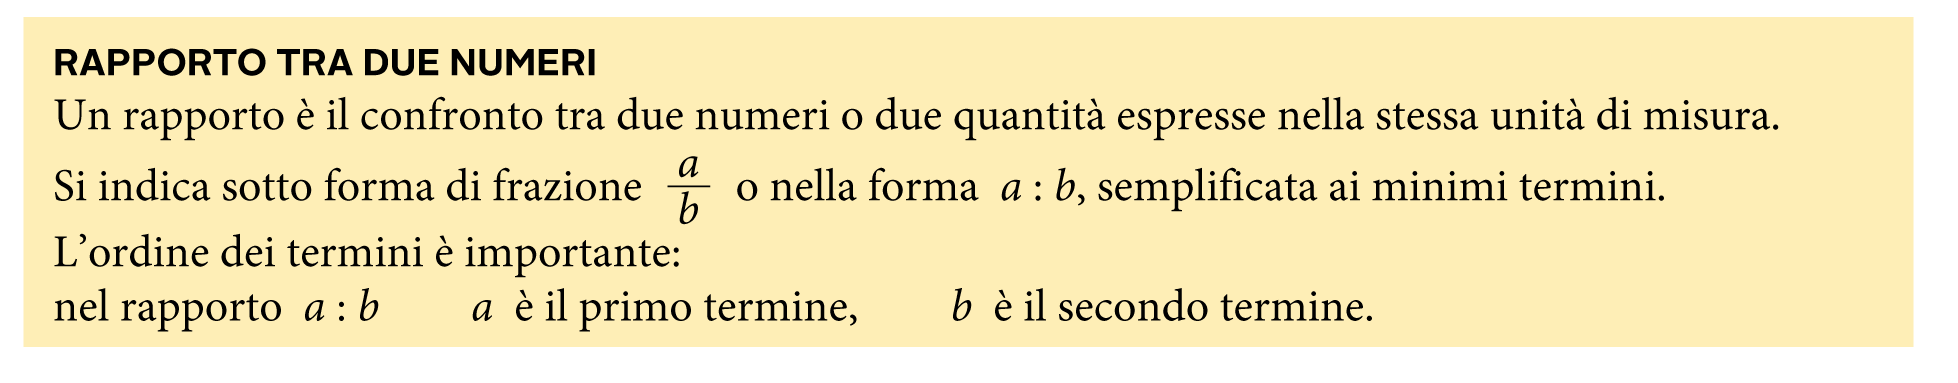 RAPPORTO TRA DUE NUMERI
Un rapporto è il confronto tra due numeri o due quantità espresse nella stessa unità di misura.
Si indica sotto forma di frazione a/b o nella forma a : b, semplificata ai minimi termini.
L’ordine dei termini è importante:
nel rapporto a : b a è il primo termine, b è il secondo termine.